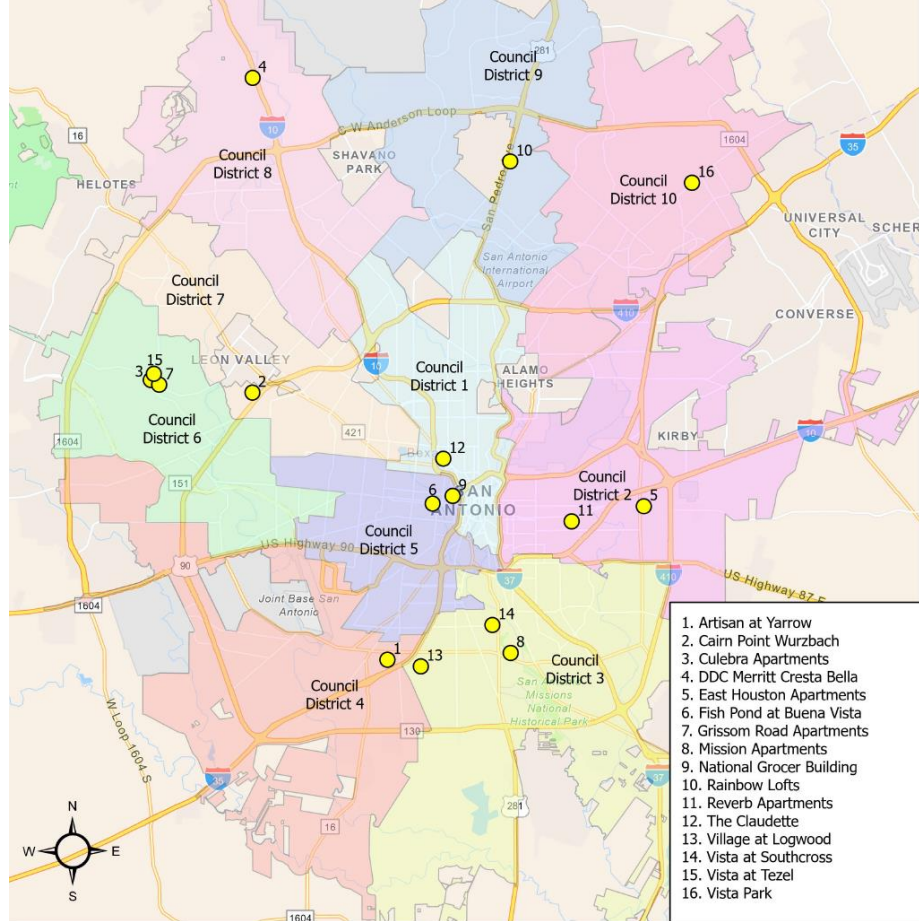 4
Council
District 9
281
C W Anderson Loop
10
16
SHAVANO
PARK
10
1604
35
Council
District 8
HELOTES
San Pedro Ave
16
Council
District 10
UNIVERSAL
CITY
SCHER
San Antonio
International
Airport
Council
District 7
410
CONVERSE
15
LEON VALLEY
3
7
10
Council
District 1
ALAMO
HEIGHTS
2
Council
District 6
421
KIRBY
10
1604
Bexar
12
151
Council
District 2
9
6
5
SAN
ANTONIO
11
Council
District 5
US Highway 90
90
37
410
US Highway 87 E
Joint Base San
Antonio
1604
14
8
1
13
Council
District 3
Council
District 4
San Antonio
Missions
National
Historical Park
W Loop 1604 S
130
35
37
281
16
1604
N
W
E
S
1. Artisan at Yarrow
2. Cairn Point Wurzbach
3. Culebra Apartments
4. DDC Merritt Cresta Bella
5. East Houston Apartments
6. Fish Pond at Buena Vista
7. Grissom Road Apartments
8. Mission Apartments
9. National Grocer Building
10. Rainbow Lofts
11. Reverb Apartments
12. The Claudette
13. Village at Logwood
14. Vista at Southcross
15. Vista at Tezel
16. Vista Park